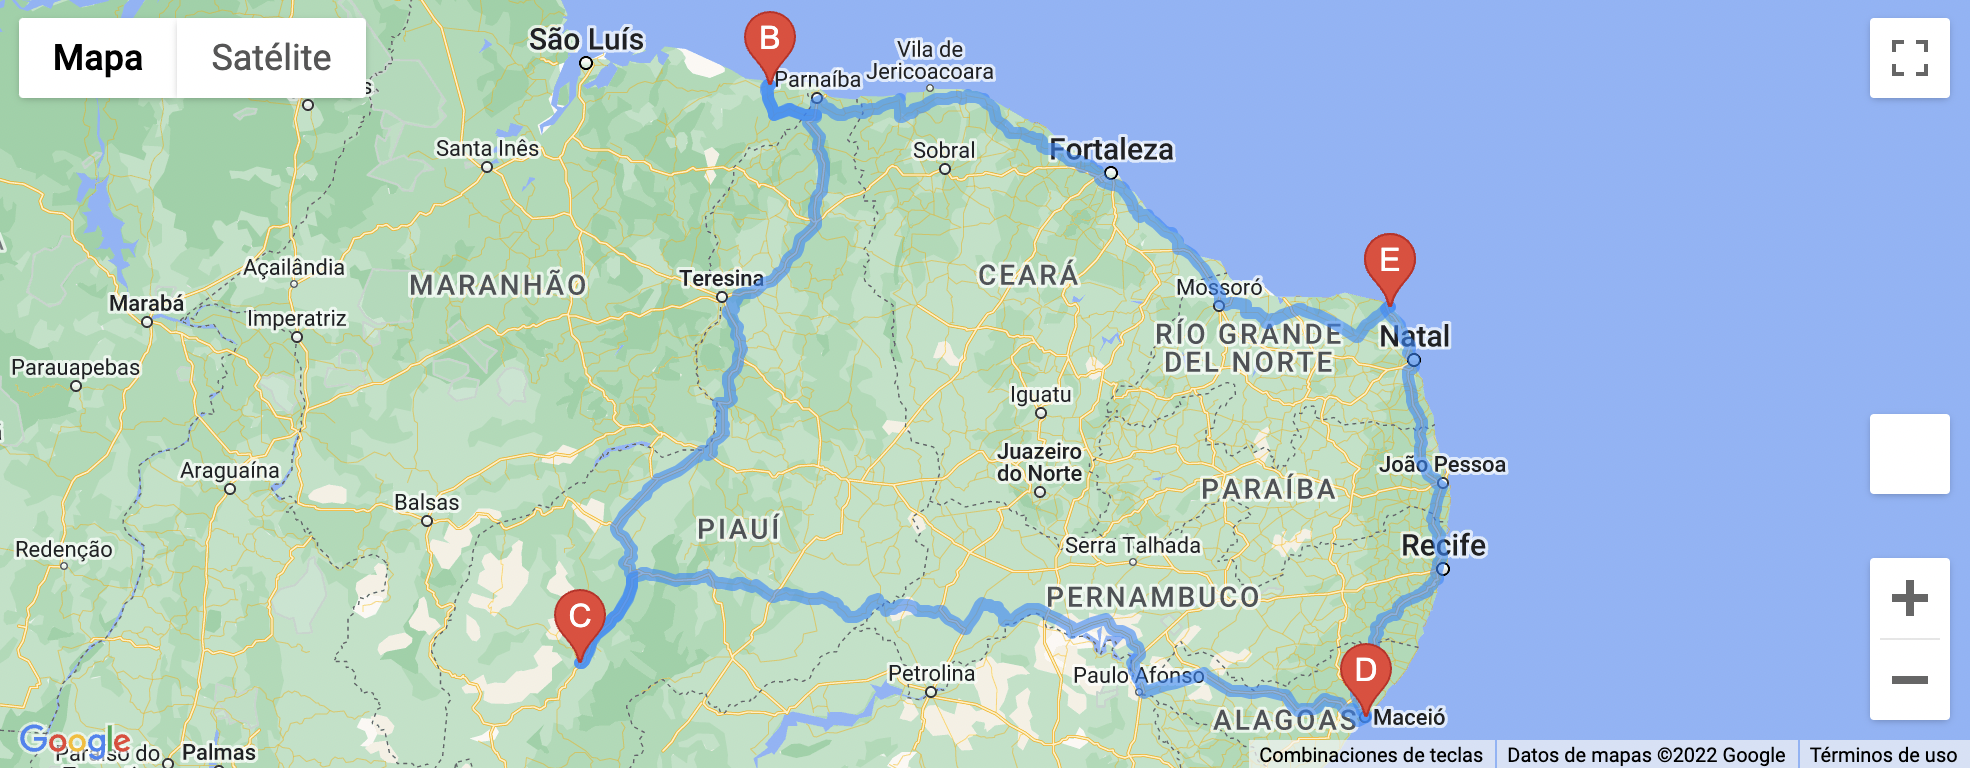 Mapa
Satélite
São Luís
B
Parnaíba
Vila de
Jericoacoara
Santa Inês
Sobral
Fortaleza
Açailândia
MARANHÃO
Teresina
CEARÁ
Mossoró
E
Marabá
Imperatriz
RÍO GRANDE
DEL NORTE
Natal
Parauapebas
Iguatu
Juazeiro
do Norte
João Pessoa
Araguaína
PARAÍBA
Balsas
PIAUÍ
Redenção
Serra Talhada
Recife
C
PERNAMBUCO
Petrolina
Paulo Afonso
D
ALAGOAS
Maceió
Google
Palmas
Combinaciones de teclas
Datos de mapas ©2022 Google
Términos de uso